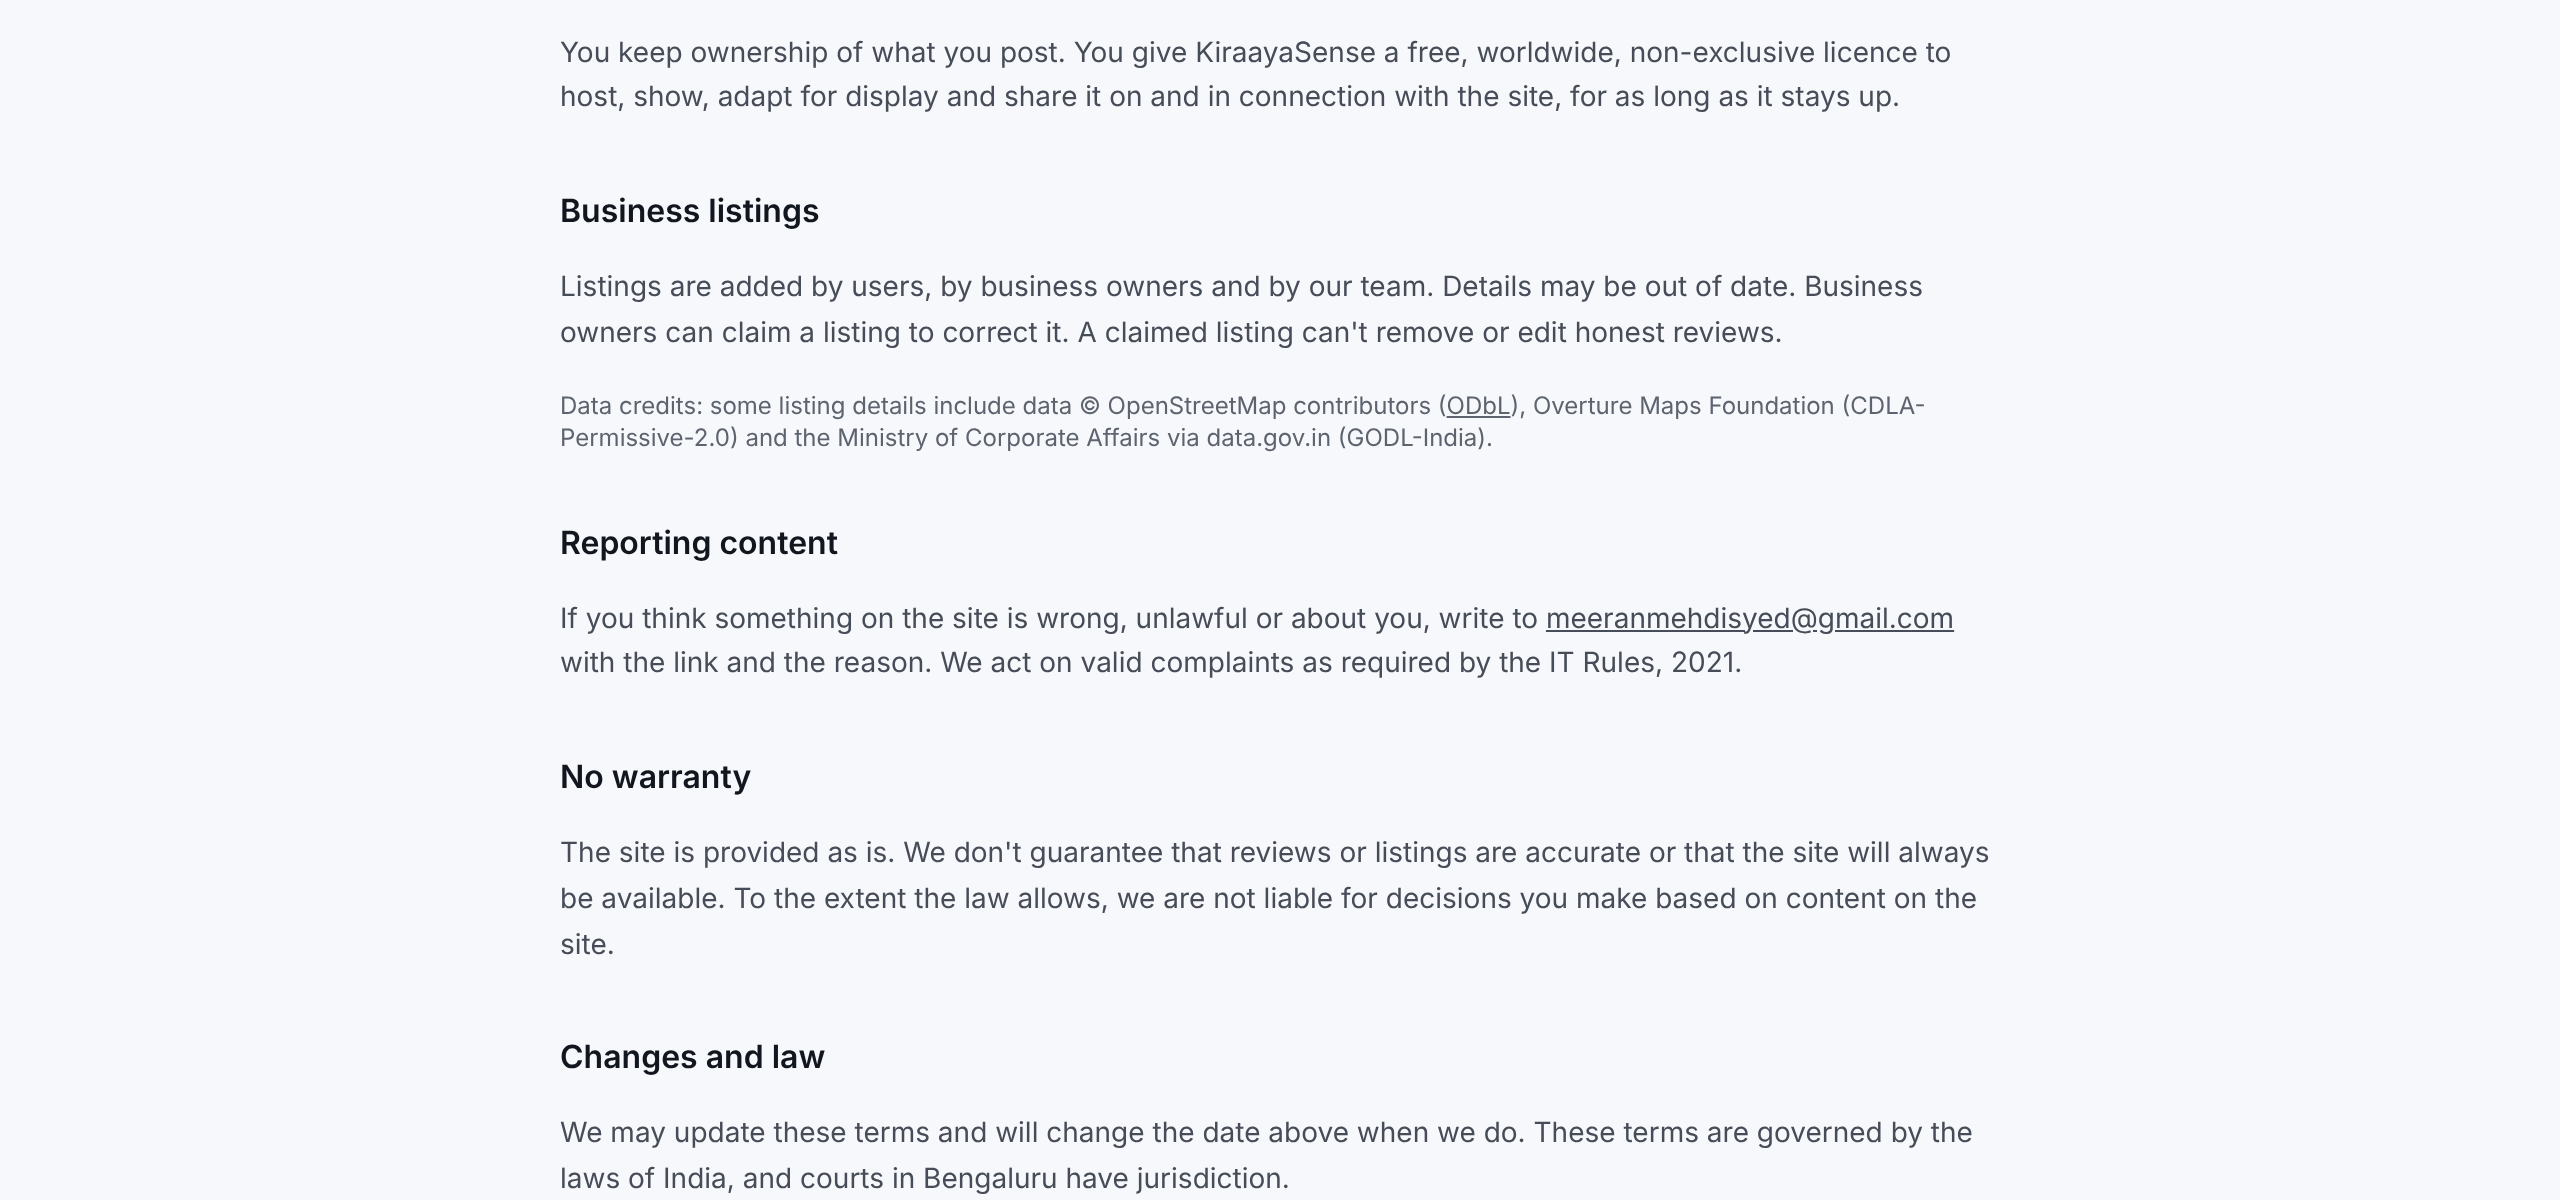 You keep ownership of what you post. You give KiraayaSense a free, worldwide, non-exclusive licence to
host, show, adapt for display and share it on and in connection with the site, for as long as it stays up.
Business listings
Listings are added by users, by business owners and by our team. Details may be out of date. Business
owners can claim a listing to correct it. A claimed listing can't remove or edit honest reviews.
Data credits: some listing details include data © OpenStreetMap contributors (ODbL), Overture Maps Foundation (CDLA-
Permissive-2.0) and the Ministry of Corporate Affairs via data.gov.in (GODL-India).
Reporting content
If you think something on the site is wrong, unlawful or about you, write to meeranmehdisyed@gmail.com
with the link and the reason. We act on valid complaints as required by the IT Rules, 2021.
No warranty
The site is provided as is. We don't guarantee that reviews or listings are accurate or that the site will always
be available. To the extent the law allows, we are not liable for decisions you make based on content on the
site.
Changes and law
We may update these terms and will change the date above when we do. These terms are governed by the
laws of India, and courts in Bengaluru have jurisdiction.